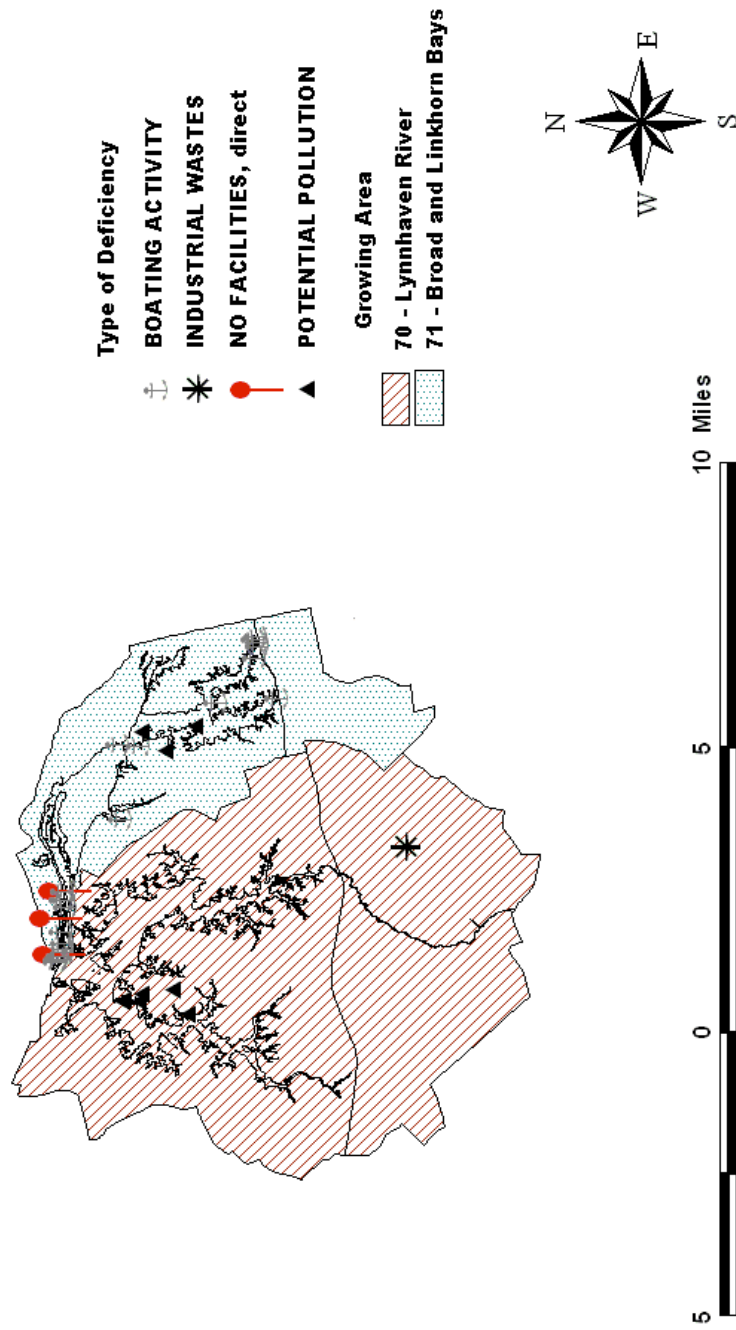 Type of Deficiency
BOATING ACTIVITY
INDUSTRIAL WASTES
NO FACILITIES, direct
POTENTIAL POLLUTION
Growing Area
70 - Lynnhaven River
71 - Broad and Linkhorn Bays
N
W E
S
5 0 5 10 Miles